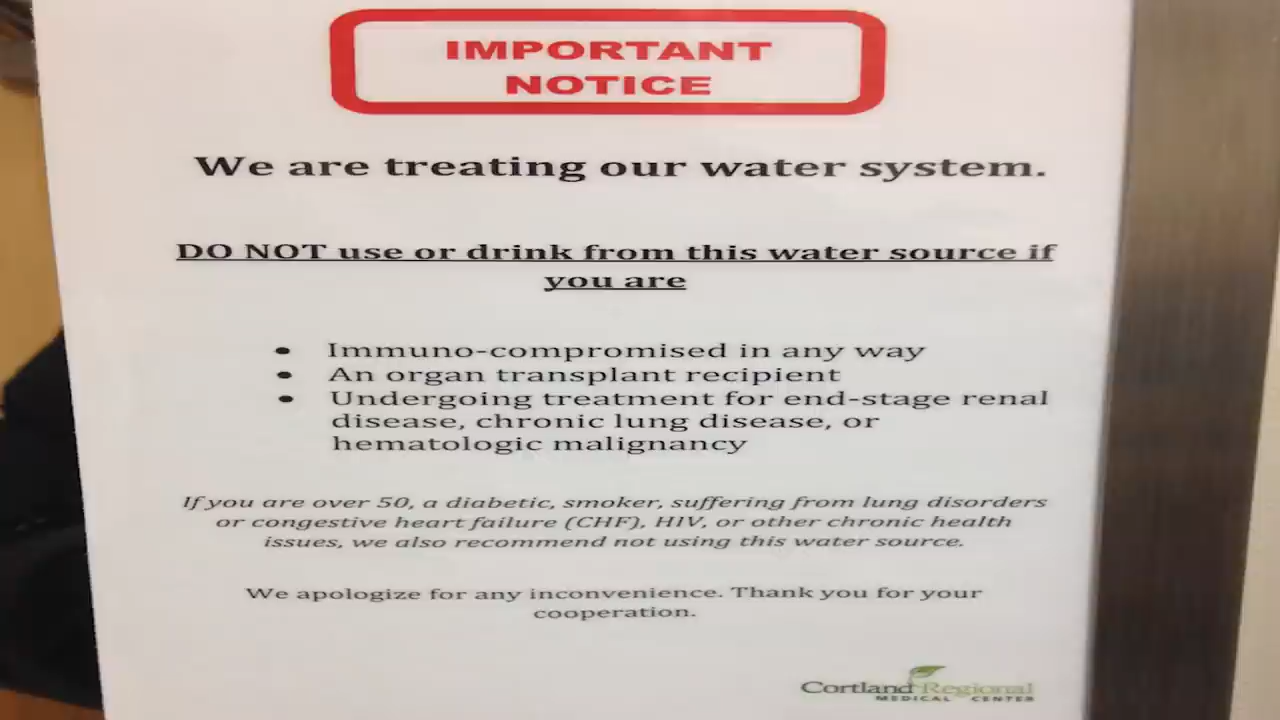 IMPORTANT
NOTICE
We are treating our water system.
DO NOT use or drink from this water source if
you are
• Immuno-compromised in any way
• An organ transplant recipient
• Undergoing treatment for end-stage renal
disease, chronic lung disease, or
hematologic malignancy
If you are over 50, a diabetic, smoker, suffering from lung disorders
or congestive heart failure (CHF), HIV, or other chronic health
issues, we also recommend not using this water source.
We apologize for any inconvenience. Thank you for your
cooperation.
Cortland Regional
MEDICAL CENTER